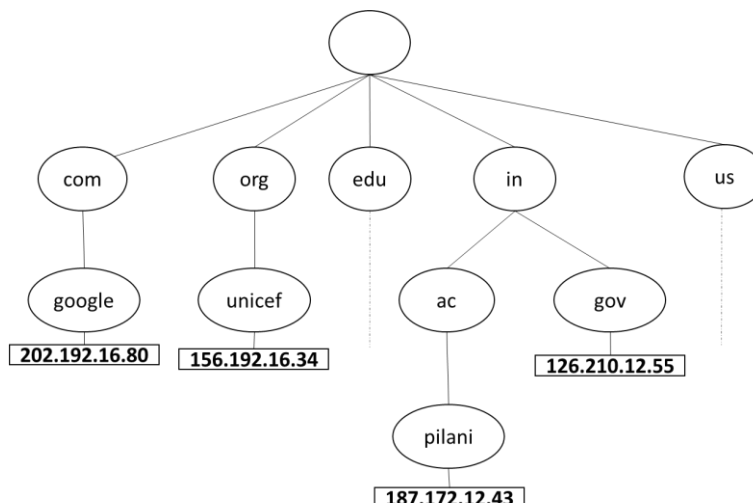 com org edu in us
google unicef ac gov
202.192.16.80 156.192.16.34 126.210.12.55
pilani
187.172.12.43